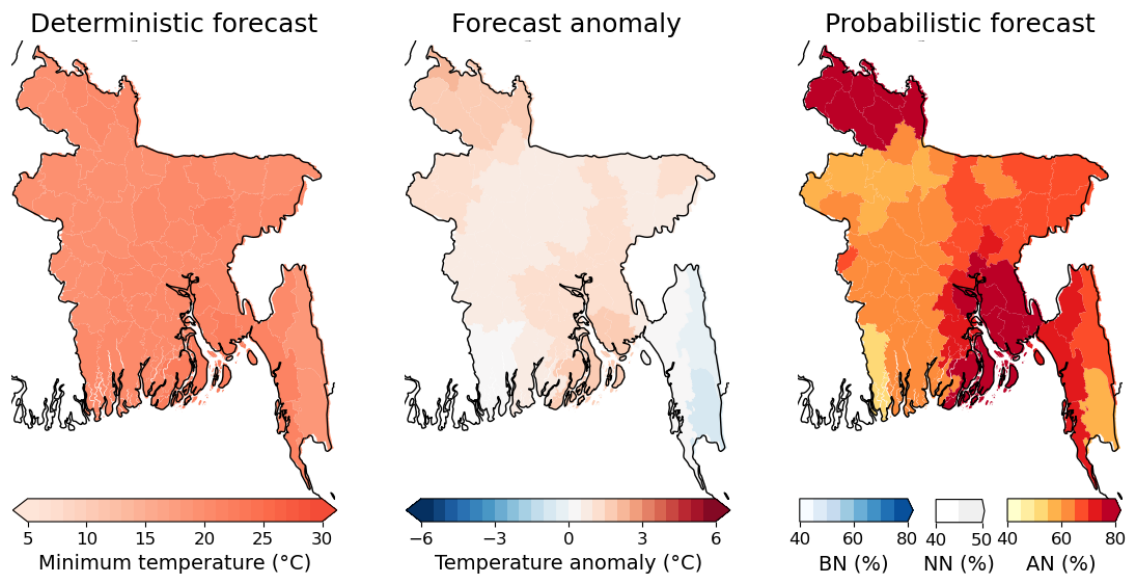 Deterministic forecast
Forecast anomaly
Probabilistic forecast
5 10 15 20 25 30
Minimum temperature (°C)
−6 −3 0 3 6
Temperature anomaly (°C)
40 60 80
BN (%)
40 50
NN (%)
40 60 80
AN (%)